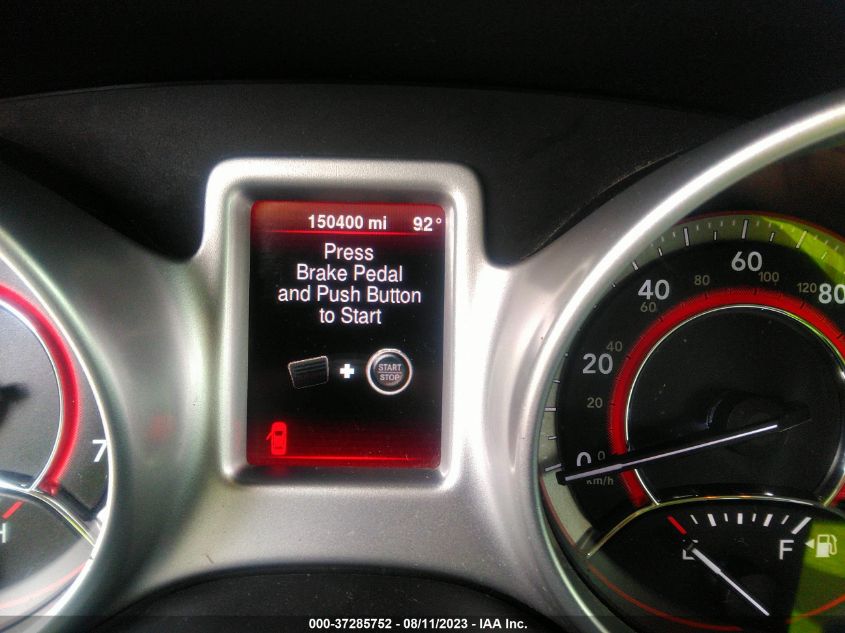 150400 mi 92°
Press
Brake Pedal
and Push Button
to Start
START
STOP
7
H
0 20 40 60 80
0 20 40 60 80 100 120
km/h
E F
000-37285752 - 08/11/2023 - IAA Inc.